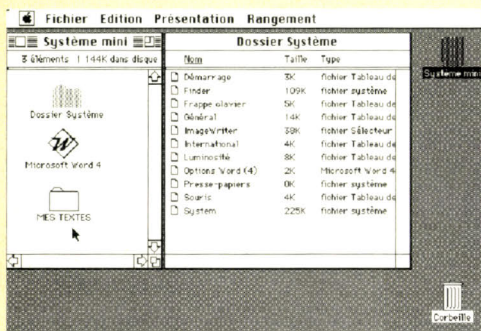 Fichier Edition Présentation Rangement
Système mini
3 éléments 1 144K dans disque
Dossier Système
Microsoft Word 4
MES TEXTES
Dossier Système
Nom Taille Type
Démarrage 3K fichier Tableau de
Finder 109K fichier système
Frappe clavier 5K fichier Tableau de
Général 14K fichier Tableau de
ImageWriter 39K fichier Sélecteur
International 4K fichier Tableau de
Luminosité 8K fichier Tableau de
Options Word (4) 2K Microsoft Word 4
Presse-papiers 0K fichier système
Souris 4K fichier Tableau de
System 225K fichier système
Système mini
Corbeille